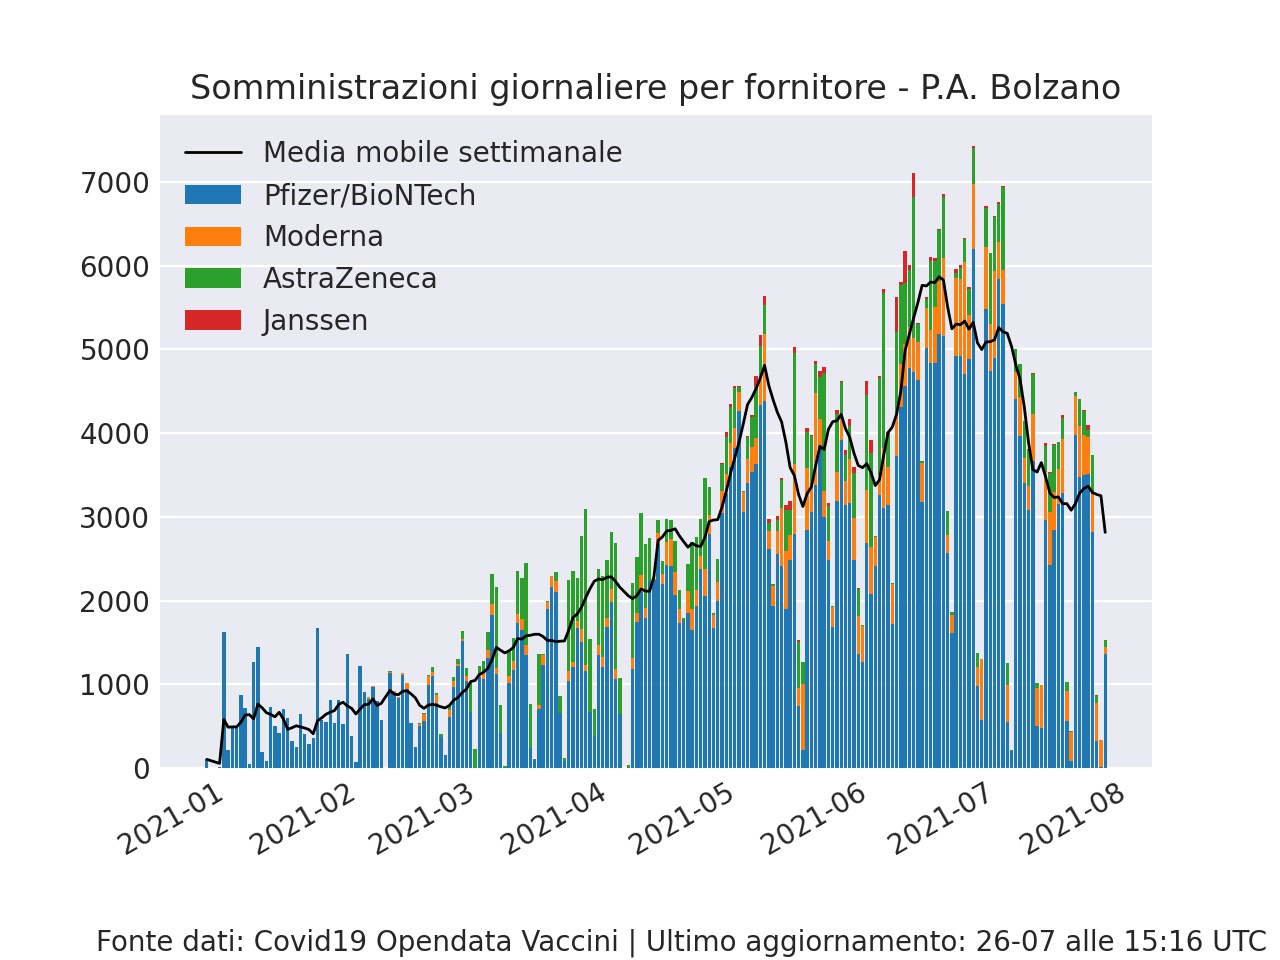 Somministrazioni giornaliere per fornitore - P.A. Bolzano
Media mobile settimanale
Pfizer/BioNTech
Moderna
AstraZeneca
Janssen
7000
6000
5000
4000
3000
2000
1000
0
2021-01
2021-02
2021-03
2021-04
2021-05
2021-06
2021-07
2021-08
Fonte dati: Covid19 Opendata Vaccini | Ultimo aggiornamento: 26-07 alle 15:16 UTC